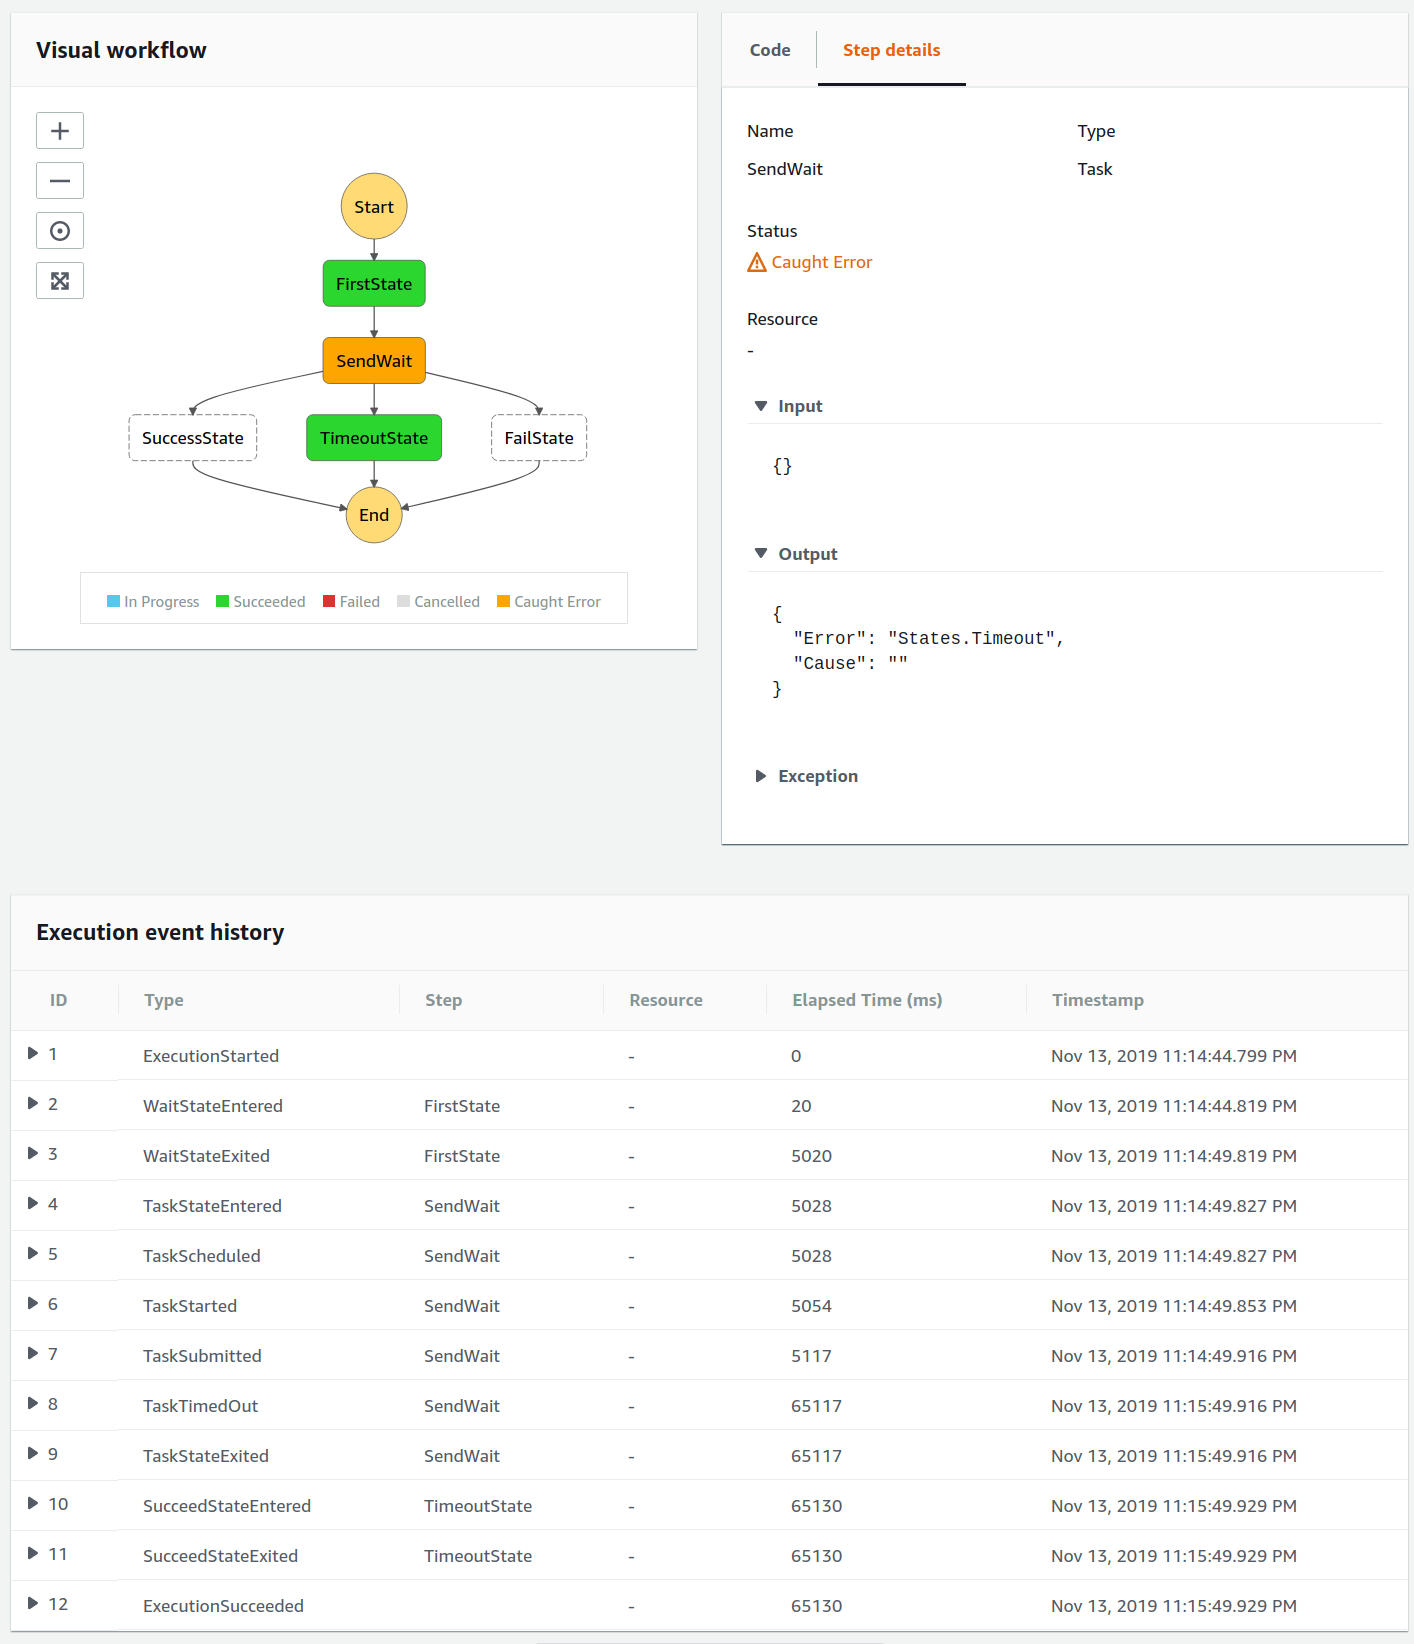 Visual workflow
Start
FirstState
SendWait
SuccessState TimeoutState FailState
End
In Progress Succeeded Failed Cancelled Caught Error
Code Step details
Name Type
SendWait Task
Status
Caught Error
Resource
-
Input
{}
Output
{
"Error": "States.Timeout",
"Cause": ""
}
Exception
Execution event history
ID Type Step Resource Elapsed Time (ms) Timestamp
1 ExecutionStarted - 0 Nov 13, 2019 11:14:44.799 PM
2 WaitStateEntered FirstState - 20 Nov 13, 2019 11:14:44.819 PM
3 WaitStateExited FirstState - 5020 Nov 13, 2019 11:14:49.819 PM
4 TaskStateEntered SendWait - 5028 Nov 13, 2019 11:14:49.827 PM
5 TaskScheduled SendWait - 5028 Nov 13, 2019 11:14:49.827 PM
6 TaskStarted SendWait - 5054 Nov 13, 2019 11:14:49.853 PM
7 TaskSubmitted SendWait - 5117 Nov 13, 2019 11:14:49.916 PM
8 TaskTimedOut SendWait - 65117 Nov 13, 2019 11:15:49.916 PM
9 TaskStateExited SendWait - 65117 Nov 13, 2019 11:15:49.916 PM
10 SucceedStateEntered TimeoutState - 65130 Nov 13, 2019 11:15:49.929 PM
11 SucceedStateExited TimeoutState - 65130 Nov 13, 2019 11:15:49.929 PM
12 ExecutionSucceeded - 65130 Nov 13, 2019 11:15:49.929 PM